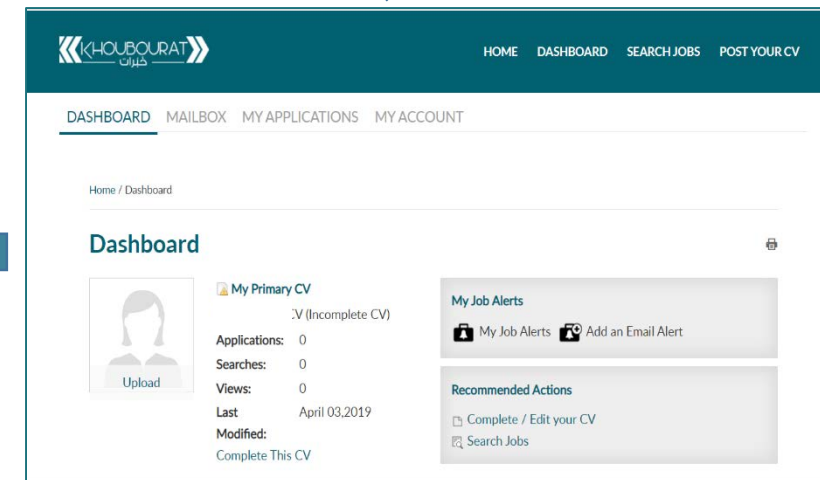 KHOUBOURAT
خبرات
HOME DASHBOARD SEARCH JOBS POST YOUR CV
DASHBOARD MAILBOX MY APPLICATIONS MY ACCOUNT
Home / Dashboard
Dashboard
Upload
My Primary CV
(Incomplete CV)
Applications: 0
Searches: 0
Views: 0
Last Modified: April 03,2019
Complete This CV
My Job Alerts
My Job Alerts Add an Email Alert
Recommended Actions
Complete / Edit your CV
Search Jobs